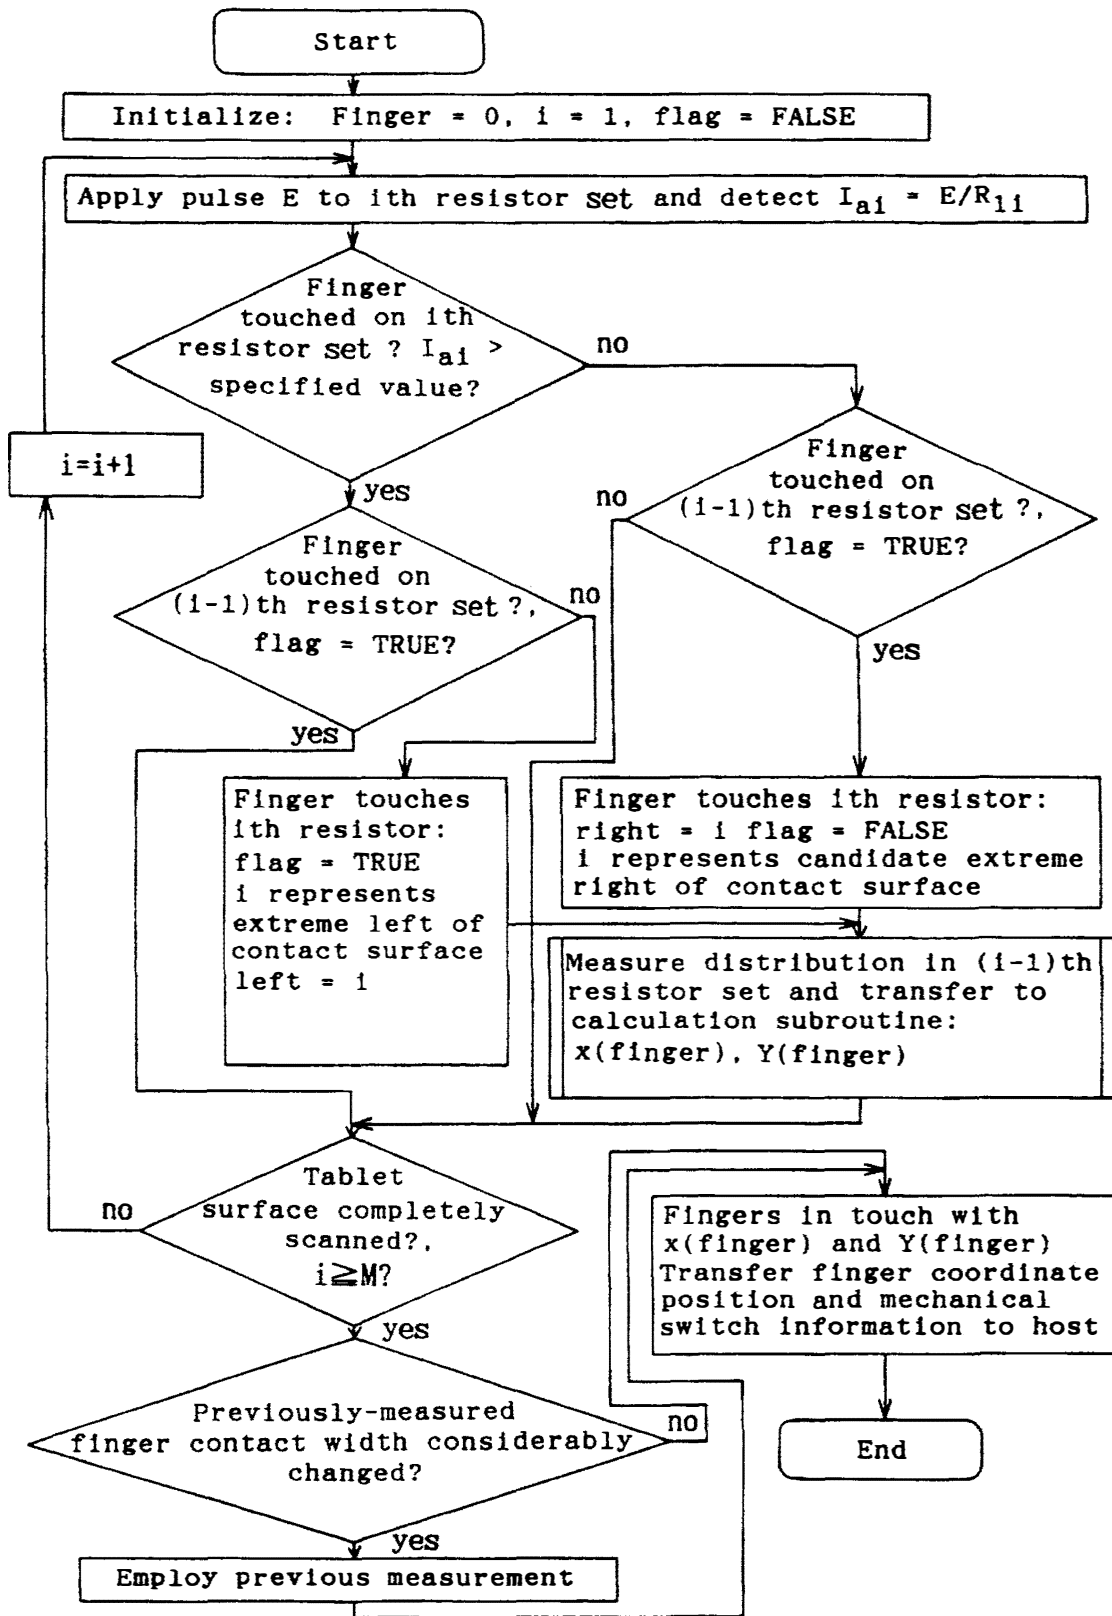 Start
Initialize: Finger = 0, i = 1, flag = FALSE
Apply pulse E to ith resistor set and detect Iai = E/R1i
Finger
touched on ith
resistor set ? Iai >
specified value?
no
yes
i=i+1
Finger
touched on
(i-1)th resistor set ?,
flag = TRUE?
no
yes
Finger
touched on
(i-1)th resistor set ?,
flag = TRUE?
no
yes
Finger touches
ith resistor:
flag = TRUE
i represents
extreme left of
contact surface
left = i
Finger touches ith resistor:
right = i flag = FALSE
i represents candidate extreme
right of contact surface
Measure distribution in (i-1)th
resistor set and transfer to
calculation subroutine:
x(finger), Y(finger)
Tablet
surface completely
scanned?,
i≧M?
no
yes
Previously-measured
finger contact width considerably
changed?
no
yes
Employ previous measurement
Fingers in touch with
x(finger) and Y(finger)
Transfer finger coordinate
position and mechanical
switch information to host
End